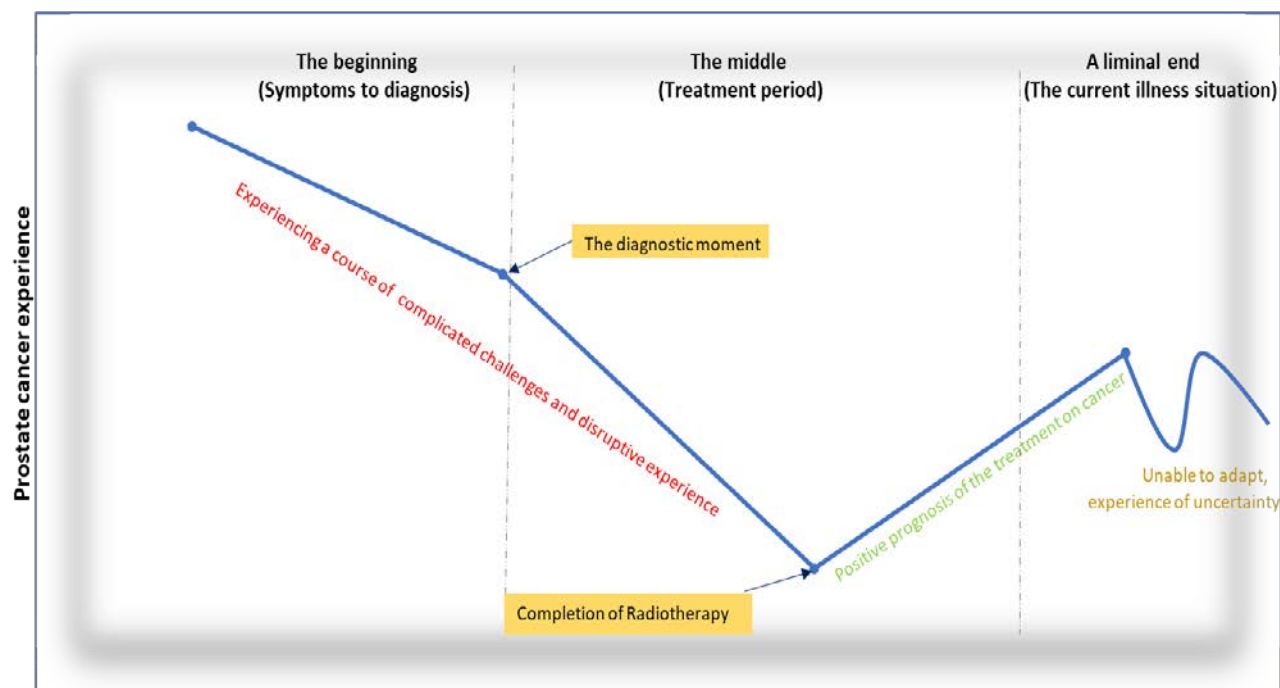 The beginning
(Symptoms to diagnosis)
The middle
(Treatment period)
A liminal end
(The current illness situation)
Prostate cancer experience
Experiencing a course of complicated challenges and disruptive experience
The diagnostic moment
Completion of Radiotherapy
Positive prognosis of the treatment on cancer
Unable to adapt,
experience of uncertainty